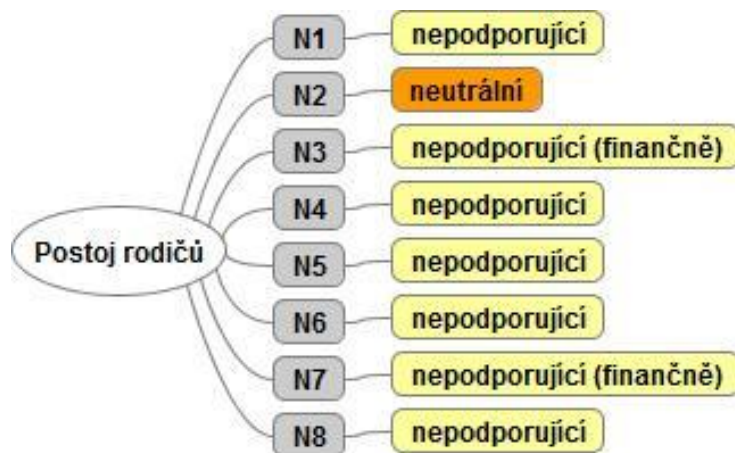 Postoj rodičů
N1 nepodporující
N2 neutrální
N3 nepodporující (finančně)
N4 nepodporující
N5 nepodporující
N6 nepodporující
N7 nepodporující (finančně)
N8 nepodporující